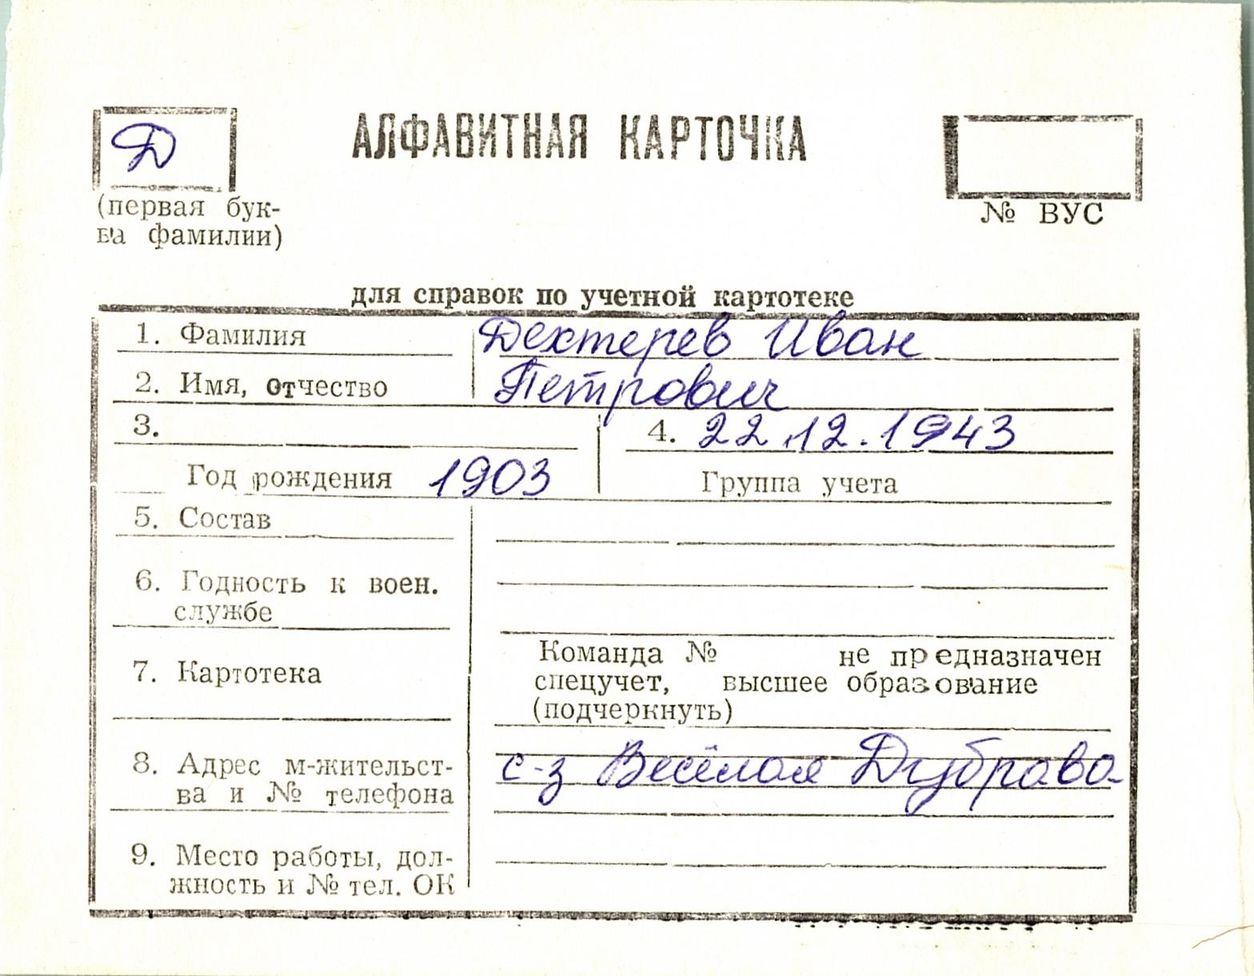 Д
АЛФАВИТНАЯ КАРТОЧКА
(первая бук-
ва фамилии)
№ ВУС
для справок по учетной картотеке
1. Фамилия Дехтерев Иван
2. Имя, отчество Петрович
3. 4. 22.12.1943
Год рождения 1903 Группа учета
5. Состав
6. Годность к воен.
службе
7. Картотека
Команда № не предназначен
спецучет, высшее образование
(подчеркнуть)
8. Адрес м-жительст-
ва и № телефона
с-з Весёлая Дубрава
9. Место работы, дол-
жность и № тел. ОК